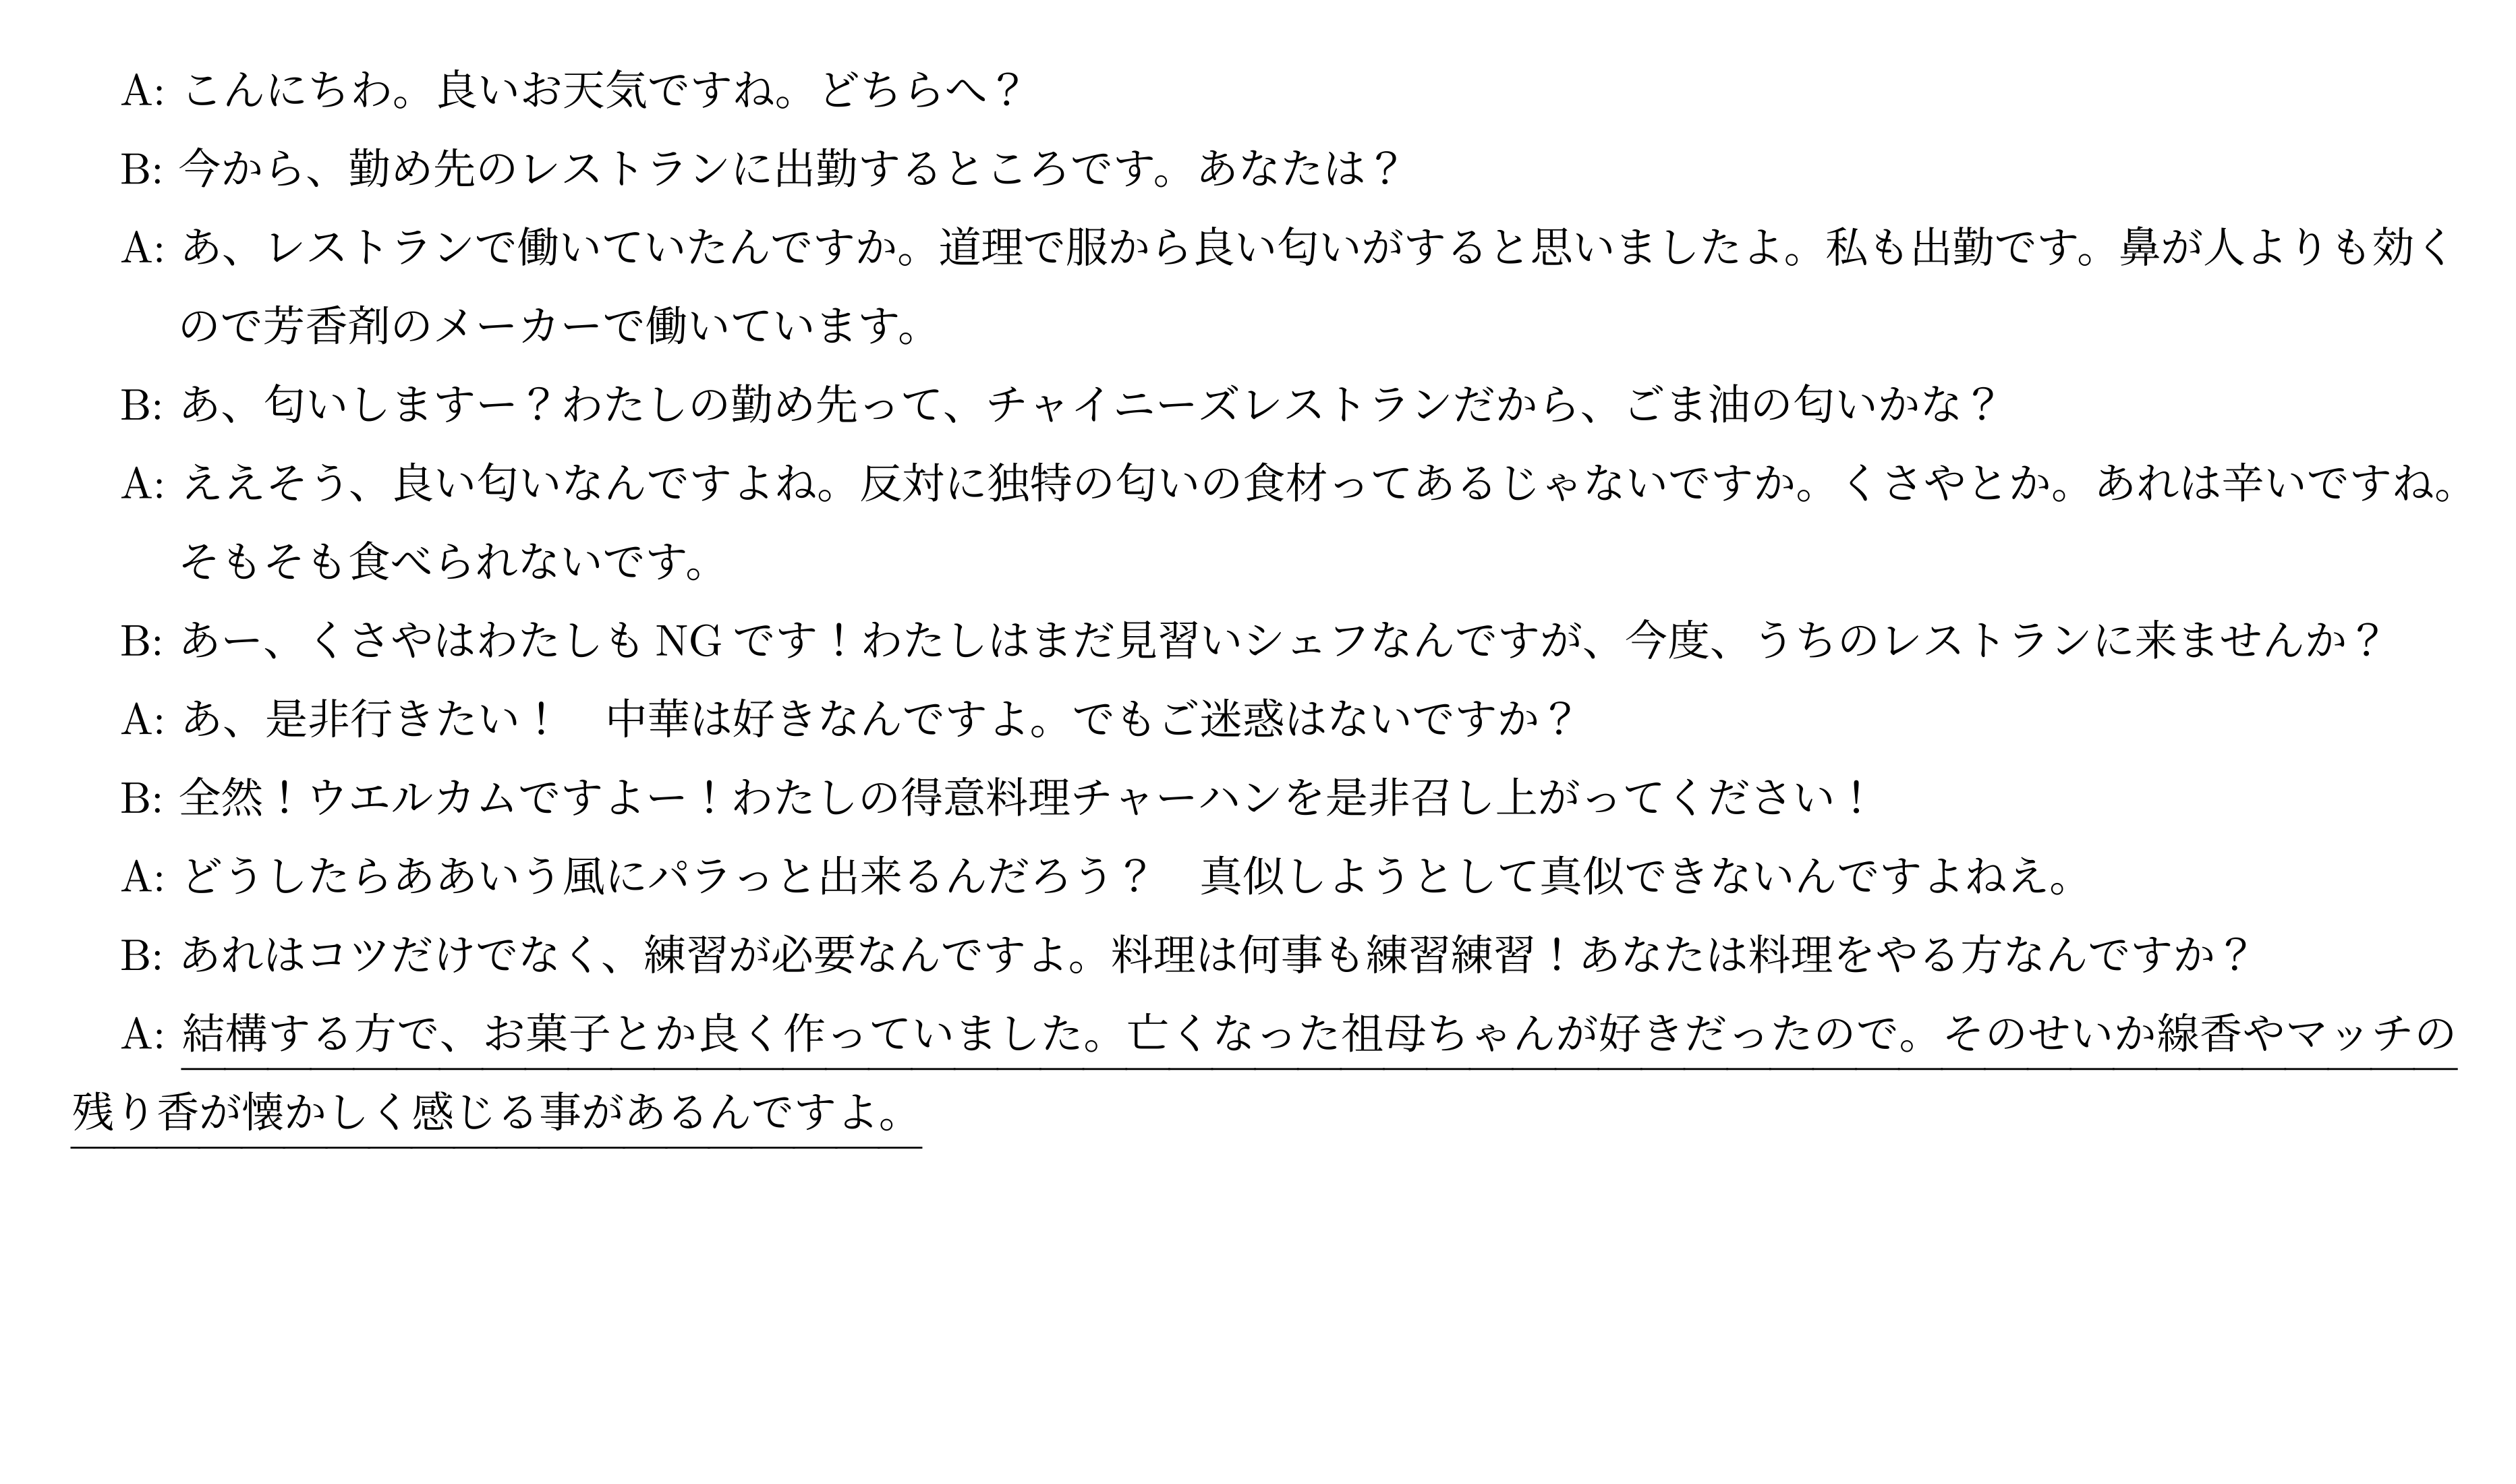 A: こんにちわ。良いお天気ですね。どちらへ？
B: 今から、勤め先のレストランに出勤するところです。あなたは？
A: あ、レストランで働いていたんですか。道理で服から良い匂いがすると思いましたよ。私も出勤です。鼻が人よりも効く
ので芳香剤のメーカーで働いています。
B: あ、匂いしますー？わたしの勤め先って、チャイニーズレストランだから、ごま油の匂いかな？
A: ええそう、良い匂いなんですよね。反対に独特の匂いの食材ってあるじゃないですか。くさやとか。あれは辛いですね。
そもそも食べられないです。
B: あー、くさやはわたしも NG です！わたしはまだ見習いシェフなんですが、今度、うちのレストランに来ませんか？
A: あ、是非行きたい！　中華は好きなんですよ。でもご迷惑はないですか？
B: 全然！ウエルカムですよー！わたしの得意料理チャーハンを是非召し上がってください！
A: どうしたらああいう風にパラっと出来るんだろう？　真似しようとして真似できないんですよねえ。
B: あれはコツだけでなく、練習が必要なんですよ。料理は何事も練習練習！あなたは料理をやる方なんですか？
A: 結構する方で、お菓子とか良く作っていました。亡くなった祖母ちゃんが好きだったので。そのせいか線香やマッチの
残り香が懐かしく感じる事があるんですよ。